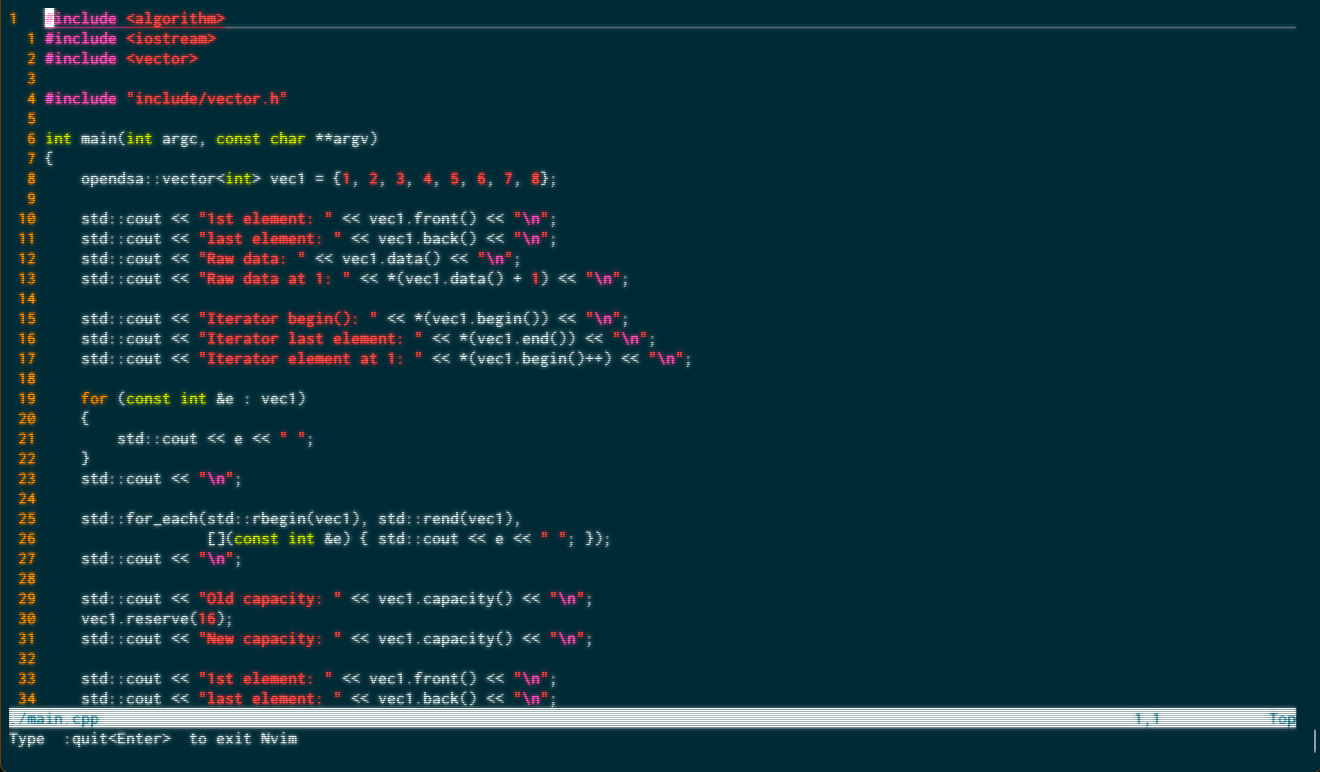 1   #include <algorithm>
  1 #include <iostream>
  2 #include <vector>
  3
  4 #include "include/vector.h"
  5
  6 int main(int argc, const char **argv)
  7 {
  8     opendsa::vector<int> vec1 = {1, 2, 3, 4, 5, 6, 7, 8};
  9
 10     std::cout << "1st element: " << vec1.front() << "\n";
 11     std::cout << "last element: " << vec1.back() << "\n";
 12     std::cout << "Raw data: " << vec1.data() << "\n";
 13     std::cout << "Raw data at 1: " << *(vec1.data() + 1) << "\n";
 14
 15     std::cout << "Iterator begin(): " << *(vec1.begin()) << "\n";
 16     std::cout << "Iterator last element: " << *(vec1.end()) << "\n";
 17     std::cout << "Iterator element at 1: " << *(vec1.begin()++) << "\n";
 18
 19     for (const int &e : vec1)
 20     {
 21         std::cout << e << " ";
 22     }
 23     std::cout << "\n";
 24
 25     std::for_each(std::rbegin(vec1), std::rend(vec1),
 26                   [](const int &e) { std::cout << e << " "; });
 27     std::cout << "\n";
 28
 29     std::cout << "Old capacity: " << vec1.capacity() << "\n";
 30     vec1.reserve(16);
 31     std::cout << "New capacity: " << vec1.capacity() << "\n";
 32
 33     std::cout << "1st element: " << vec1.front() << "\n";
 34     std::cout << "last element: " << vec1.back() << "\n";
./main.cpp 1,1 Top
Type  :quit<Enter>  to exit Nvim